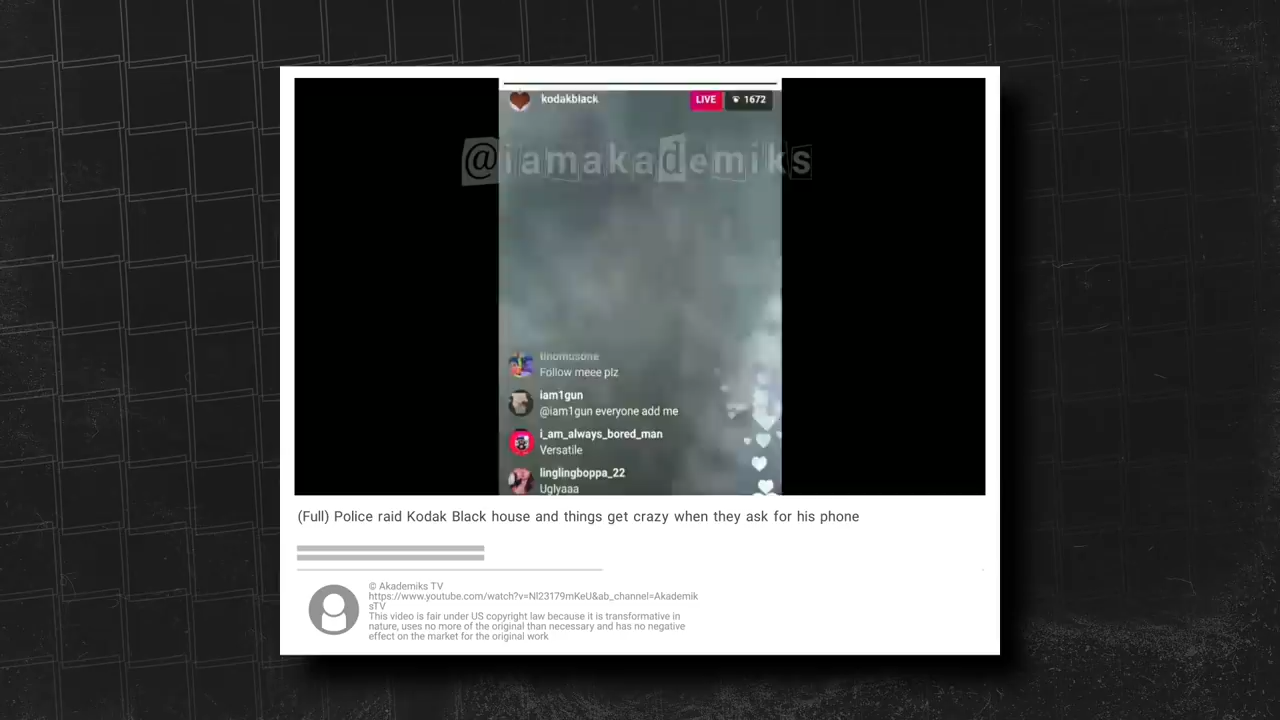 kodakblack
LIVE
1672
@iamakademiks
tinomusone
Follow meee plz
iam1gun
@iam1gun everyone add me
i_am_always_bored_man
Versatile
linglingboppa_22
Uglyaaa
(Full) Police raid Kodak Black house and things get crazy when they ask for his phone
© Akademiks TV
https://www.youtube.com/watch?v=Nl23179mKeU&ab_channel=Akademik
sTV
This video is fair under US copyright law because it is transformative in
nature, uses no more of the original than necessary and has no negative
effect on the market for the original work